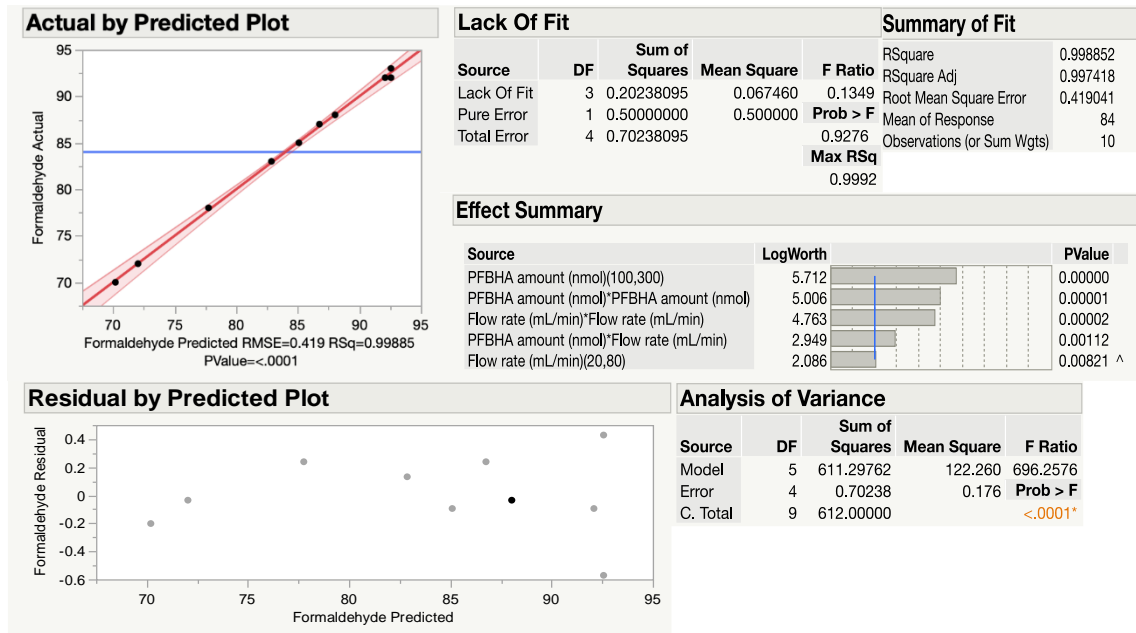 Actual by Predicted Plot
95
90
85
80
75
70
Formaldehyde Actual
70 75 80 85 90 95
Formaldehyde Predicted RMSE=0.419 RSq=0.99885
PValue=<.0001
Lack Of Fit
Source DF Sum of Squares Mean Square F Ratio
Lack Of Fit 3 0.20238095 0.067460 0.1349
Pure Error 1 0.50000000 0.500000 Prob > F
Total Error 4 0.70238095 0.9276
Max RSq
0.9992
Summary of Fit
RSquare 0.998852
RSquare Adj 0.997418
Root Mean Square Error 0.419041
Mean of Response 84
Observations (or Sum Wgts) 10
Effect Summary
Source LogWorth PValue
PFBHA amount (nmol)(100,300) 5.712 0.00000
PFBHA amount (nmol)*PFBHA amount (nmol) 5.006 0.00001
Flow rate (mL/min)*Flow rate (mL/min) 4.763 0.00002
PFBHA amount (nmol)*Flow rate (mL/min) 2.949 0.00112
Flow rate (mL/min)(20,80) 2.086 0.00821 ^
Residual by Predicted Plot
0.4
0.2
0
-0.2
-0.4
-0.6
Formaldehyde Residual
70 75 80 85 90 95
Formaldehyde Predicted
Analysis of Variance
Source DF Sum of Squares Mean Square F Ratio
Model 5 611.29762 122.260 696.2576
Error 4 0.70238 0.176 Prob > F
C. Total 9 612.00000 <.0001*